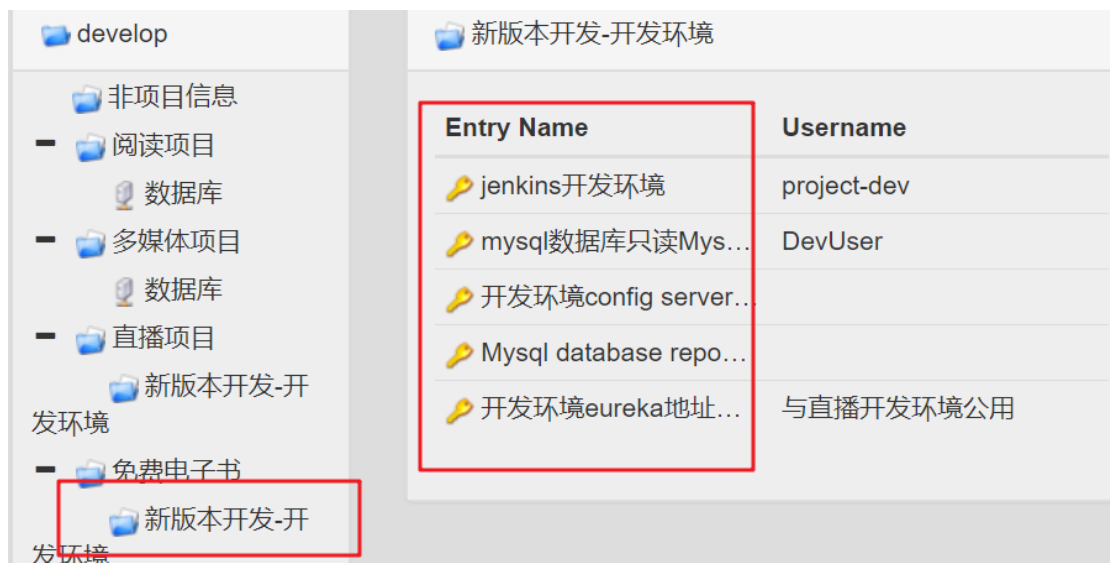 develop
非项目信息
阅读项目
数据库
多媒体项目
数据库
直播项目
新版本开发-开
发环境
免费电子书
新版本开发-开
发环境
新版本开发-开发环境
Entry Name Username
jenkins开发环境 project-dev
mysql数据库只读Mys... DevUser
开发环境config server...
Mysql database repo...
开发环境eureka地址... 与直播开发环境公用